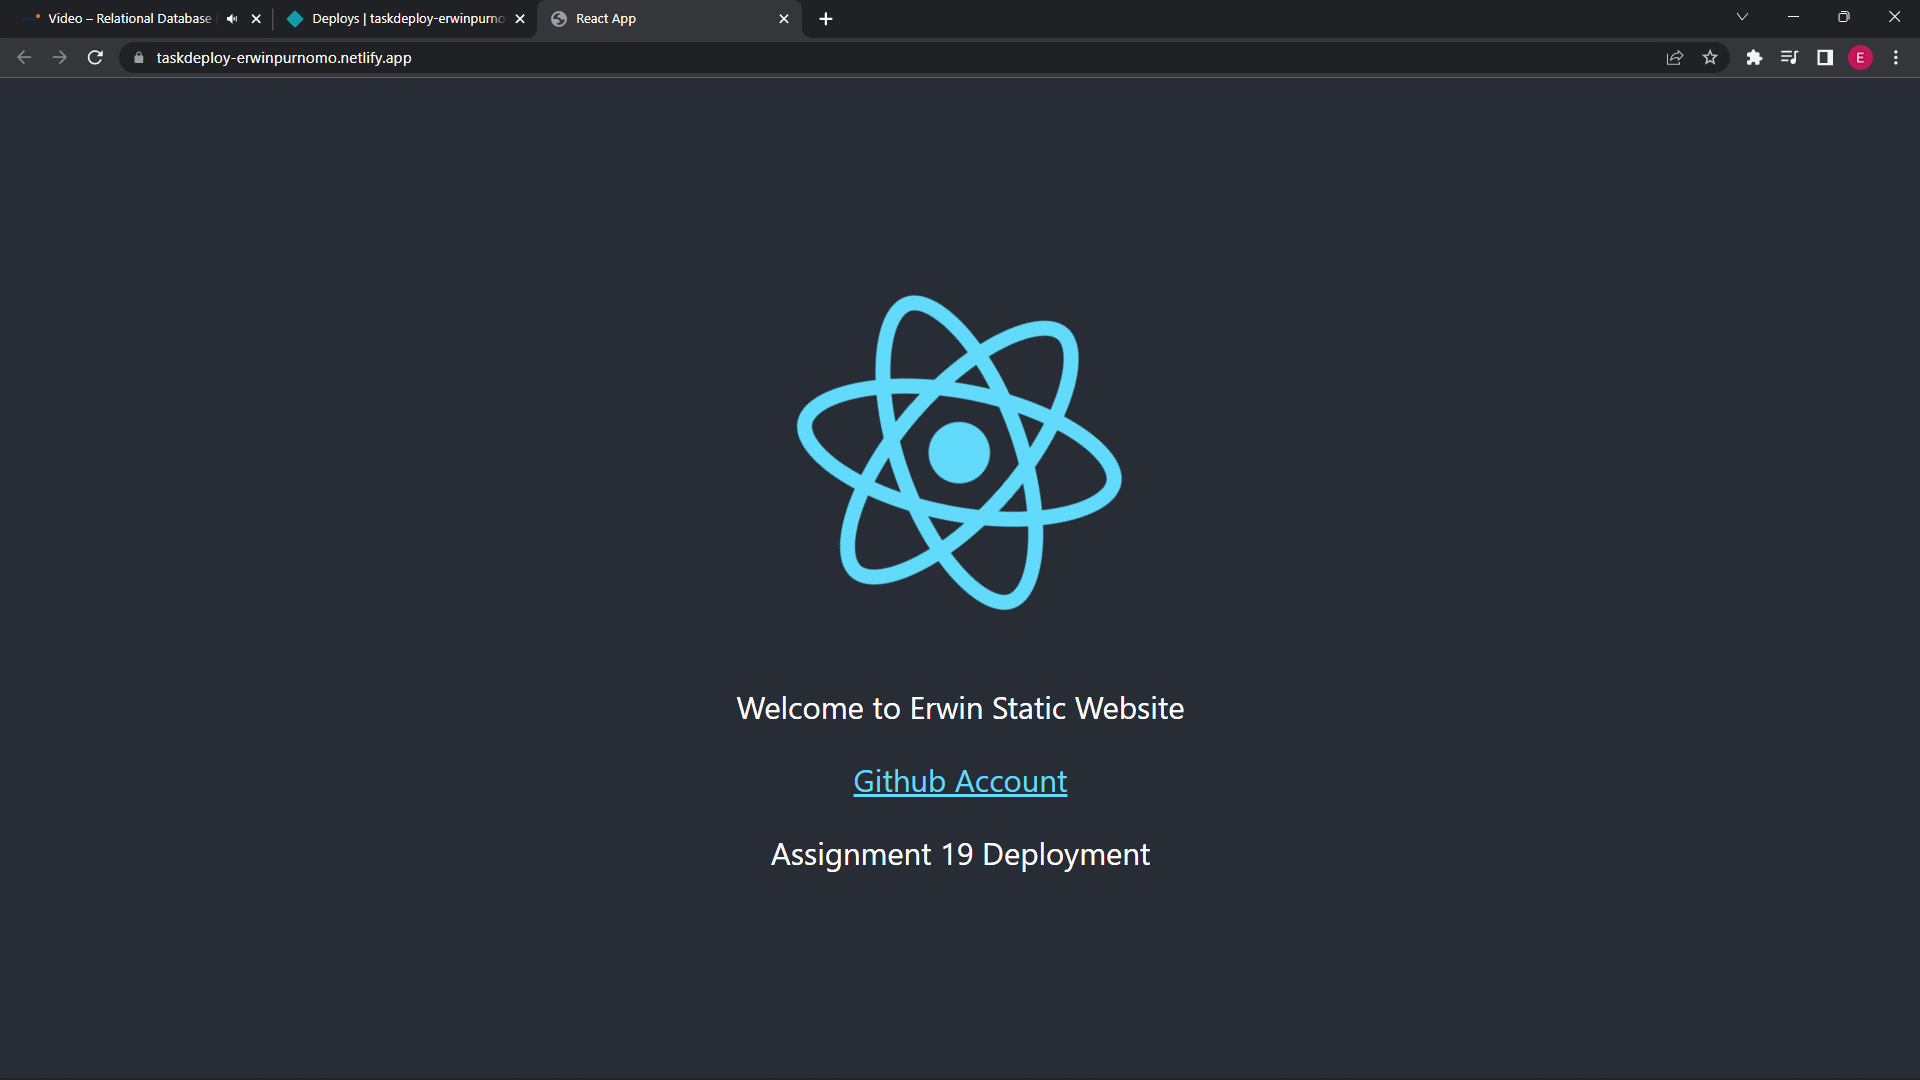 Video – Relational Database
Deploys | taskdeploy-erwinpurno
React App
taskdeploy-erwinpurnomo.netlify.app
E
Welcome to Erwin Static Website
Github Account
Assignment 19 Deployment